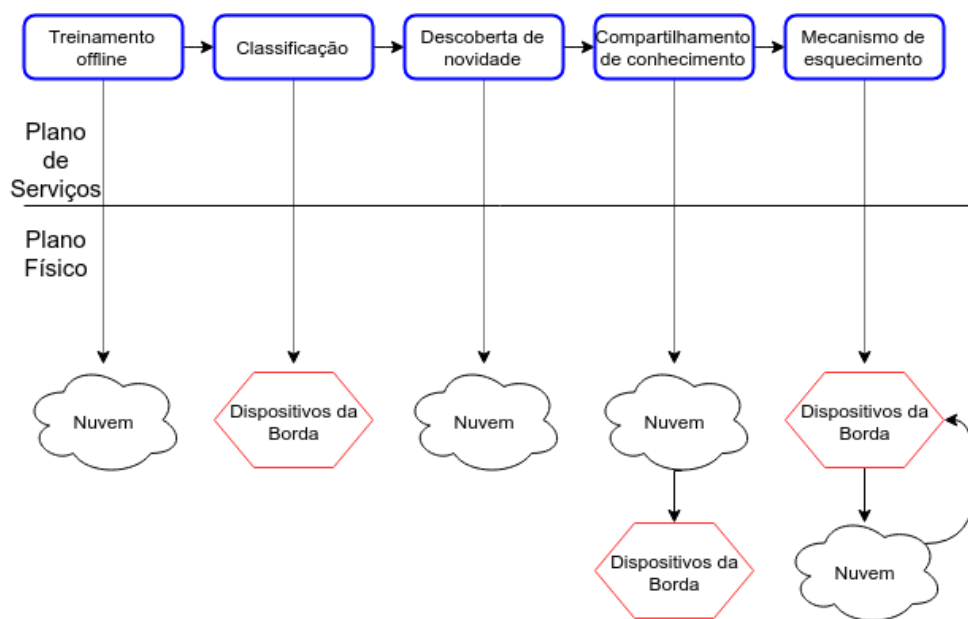 Treinamento
offline
Classificação
Descoberta de
novidade
Compartilhamento
de conhecimento
Mecanismo de
esquecimento
Plano
de
Serviços
Plano
Físico
Nuvem
Dispositivos da
Borda
Nuvem
Nuvem
Dispositivos da
Borda
Dispositivos da
Borda
Nuvem